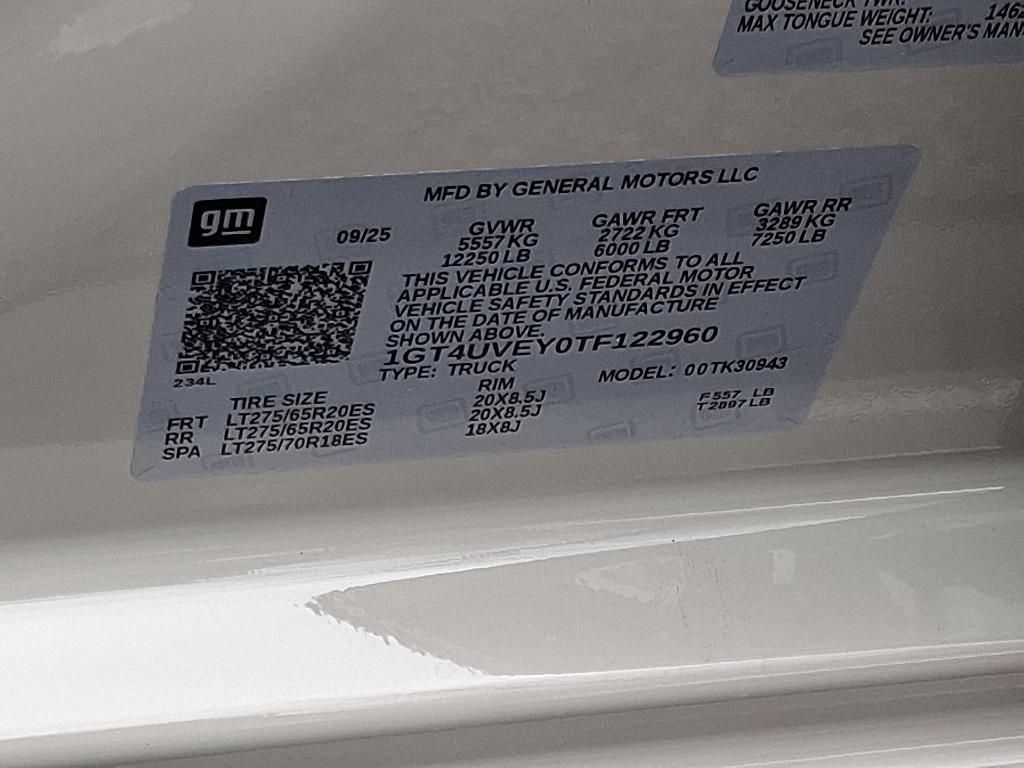 GOOSENECK TWR:
MAX TONGUE WEIGHT: 1462
SEE OWNER'S MAN
MFD BY GENERAL MOTORS LLC
gm
09/25
GVWR GAWR FRT GAWR RR
5557 KG 2722 KG 3289 KG
12250 LB 6000 LB 7250 LB
THIS VEHICLE CONFORMS TO ALL
APPLICABLE U.S. FEDERAL MOTOR
VEHICLE SAFETY STANDARDS IN EFFECT
ON THE DATE OF MANUFACTURE
SHOWN ABOVE.
1GT4UVEY0TF122960
234L
TYPE: TRUCK MODEL: 00TK30943
TIRE SIZE RIM
FRT LT275/65R20ES 20X8.5J F557 LB
RR LT275/65R20ES 20X8.5J T2897 LB
SPA LT275/70R18ES 18X8J